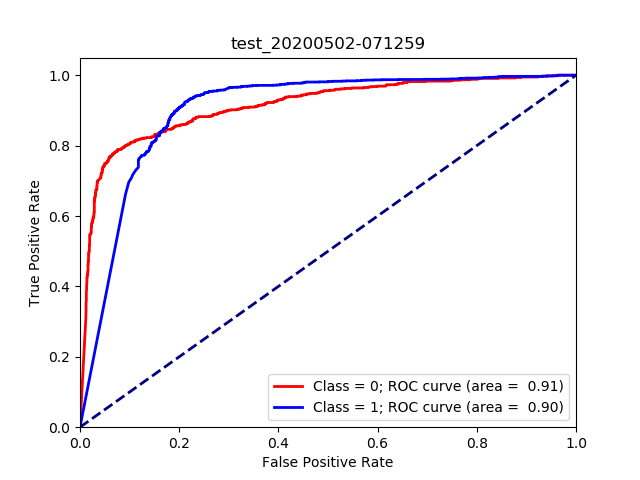 test_20200502-071259
True Positive Rate
1.0
0.8
0.6
0.4
0.2
0.0
Class = 0; ROC curve (area =  0.91)
Class = 1; ROC curve (area =  0.90)
0.0 0.2 0.4 0.6 0.8 1.0
False Positive Rate